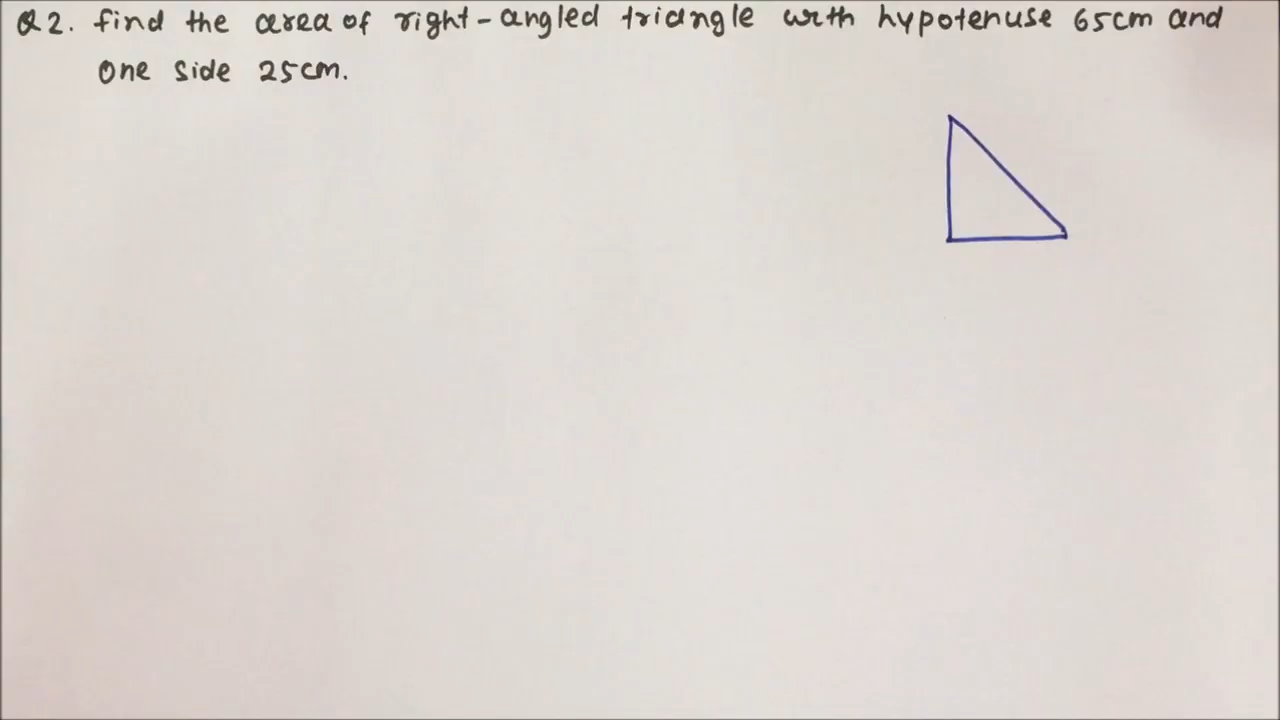 Q2. find the area of right-angled triangle with hypotenuse 65cm and
one side 25cm.